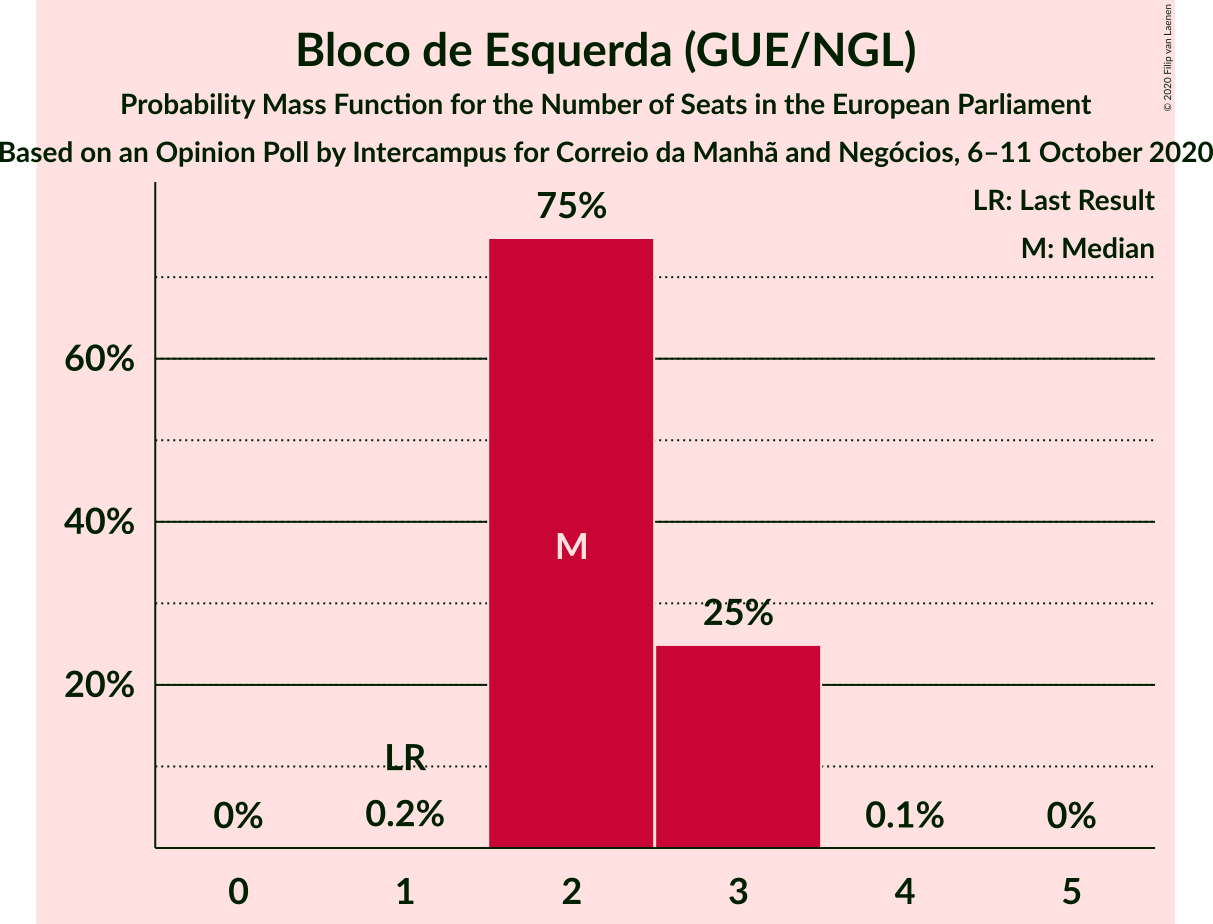 Bloco de Esquerda (GUE/NGL)
Probability Mass Function for the Number of Seats in the European Parliament
Based on an Opinion Poll by Intercampus for Correio da Manhã and Negócios, 6–11 October 2020
© 2020 Filip van Laenen
LR: Last Result
M: Median
75%
60%
40%
M
25%
20%
LR
0%
0.2%
0.1%
0%
0 1 2 3 4 5